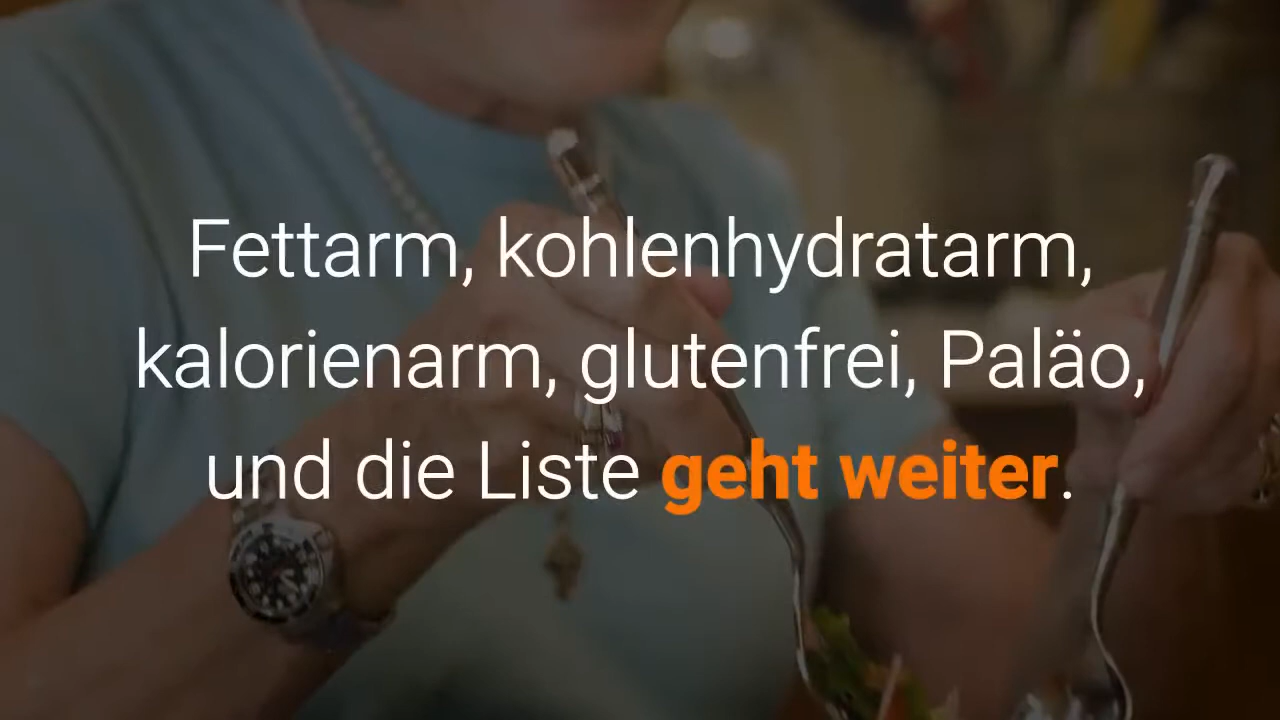 Fettarm, kohlenhydratarm,
kalorienarm, glutenfrei, Paläo,
und die Liste geht weiter.